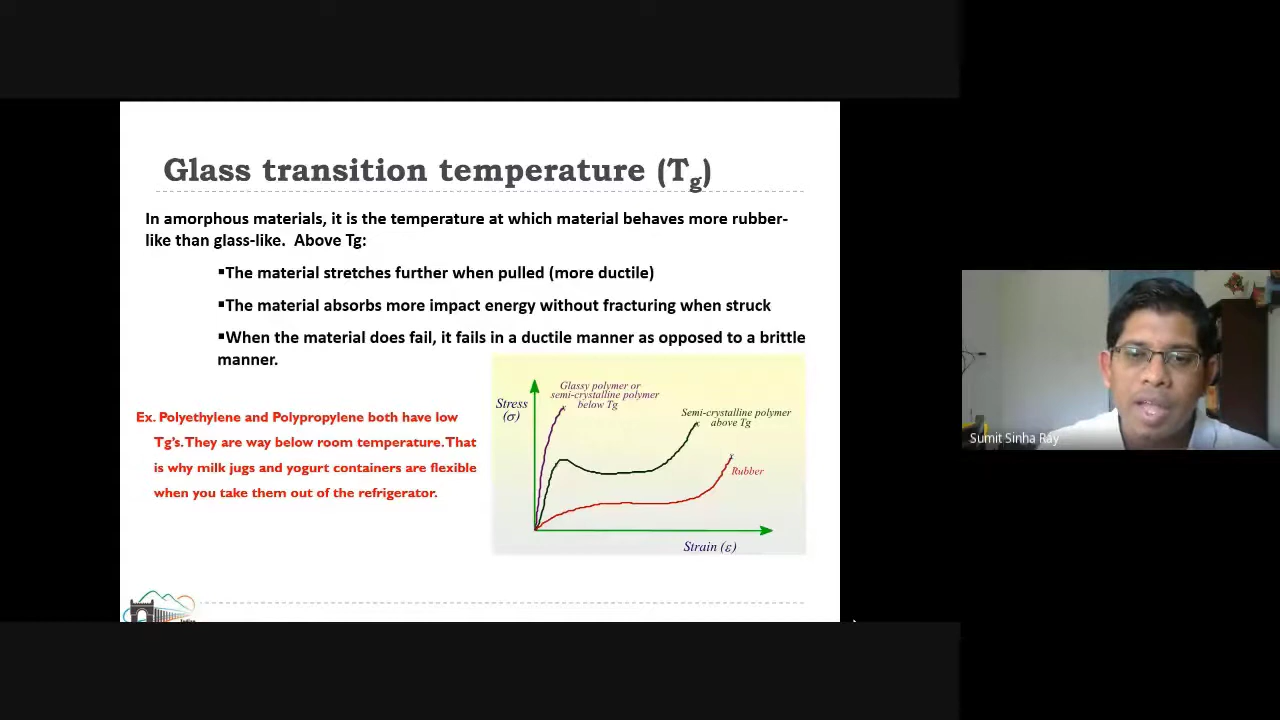 Glass transition temperature (Tg)
In amorphous materials, it is the temperature at which material behaves more rubber-
like than glass-like. Above Tg:
▪The material stretches further when pulled (more ductile)
▪The material absorbs more impact energy without fracturing when struck
▪When the material does fail, it fails in a ductile manner as opposed to a brittle
manner.
Ex. Polyethylene and Polypropylene both have low
Tg's. They are way below room temperature. That
is why milk jugs and yogurt containers are flexible
when you take them out of the refrigerator.
Stress
(σ)
Glassy polymer or
semi-crystalline polymer
below Tg
Semi-crystalline polymer
above Tg
Rubber
Strain (ε)
Sumit Sinha Ray